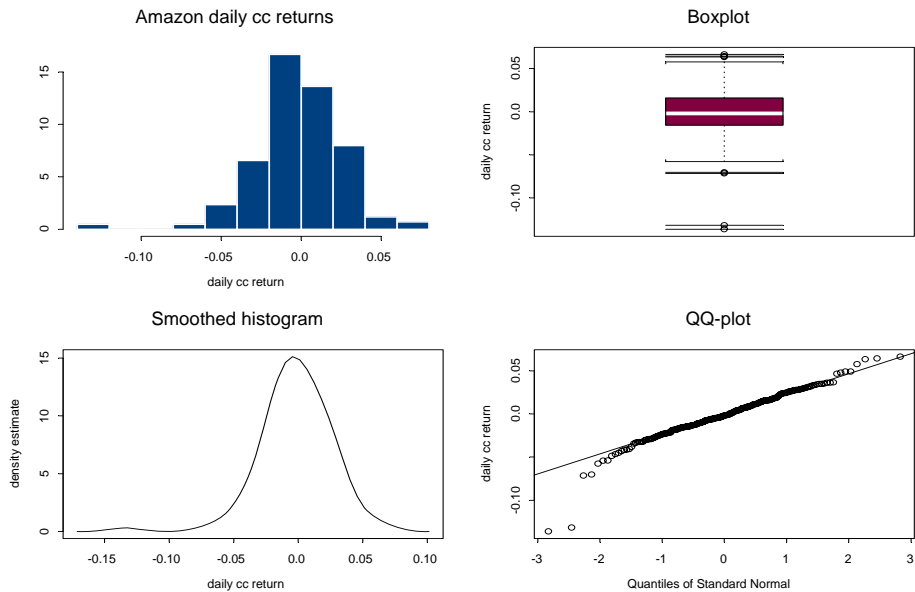 Amazon daily cc returns
15
10
5
0
-0.10 -0.05 0.0 0.05
daily cc return
Boxplot
daily cc return
0.05
0.0
-0.10
Smoothed histogram
density estimate
15
10
5
0
-0.15 -0.10 -0.05 0.0 0.05 0.10
daily cc return
QQ-plot
daily cc return
0.05
0.0
-0.10
-3 -2 -1 0 1 2 3
Quantiles of Standard Normal